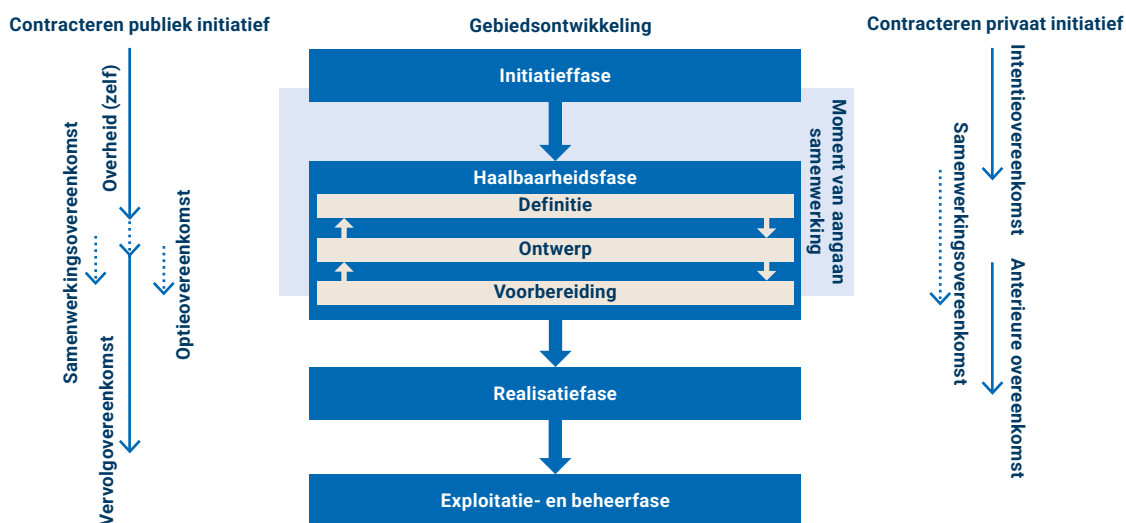 Contracteren publiek initiatief
Gebiedsontwikkeling
Contracteren privaat initiatief
Overheid (zelf)
Samenwerkingsovereenkomst
Optieovereenkomst
Vervolgovereenkomst
Initiatieffase
Haalbaarheidsfase
Definitie
Ontwerp
Voorbereiding
Realisatiefase
Exploitatie- en beheerfase
Moment van aangaan
samenwerking
Intentieovereenkomst
Samenwerkingsovereenkomst
Anterieure overeenkomst